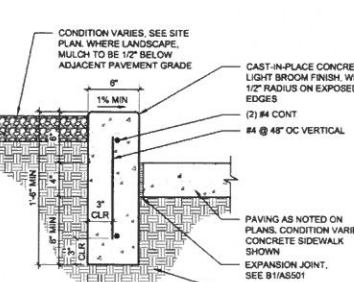 CONDITION VARIES, SEE SITE
PLAN. WHERE LANDSCAPE,
MULCH TO BE 1/2" BELOW
ADJACENT PAVEMENT GRADE
6"
1% MIN
CAST-IN-PLACE CONCRE
LIGHT BROOM FINISH, W
1/2" RADIUS ON EXPOSED
EDGES
(2) #4 CONT
#4 @ 48" OC VERTICAL
1'-6" MIN
6"
4"
8" MIN
3"
CLR
3"
CLR
PAVING AS NOTED ON
PLANS. CONDITION VARIE
CONCRETE SIDEWALK
SHOWN
EXPANSION JOINT,
SEE B1/AS501